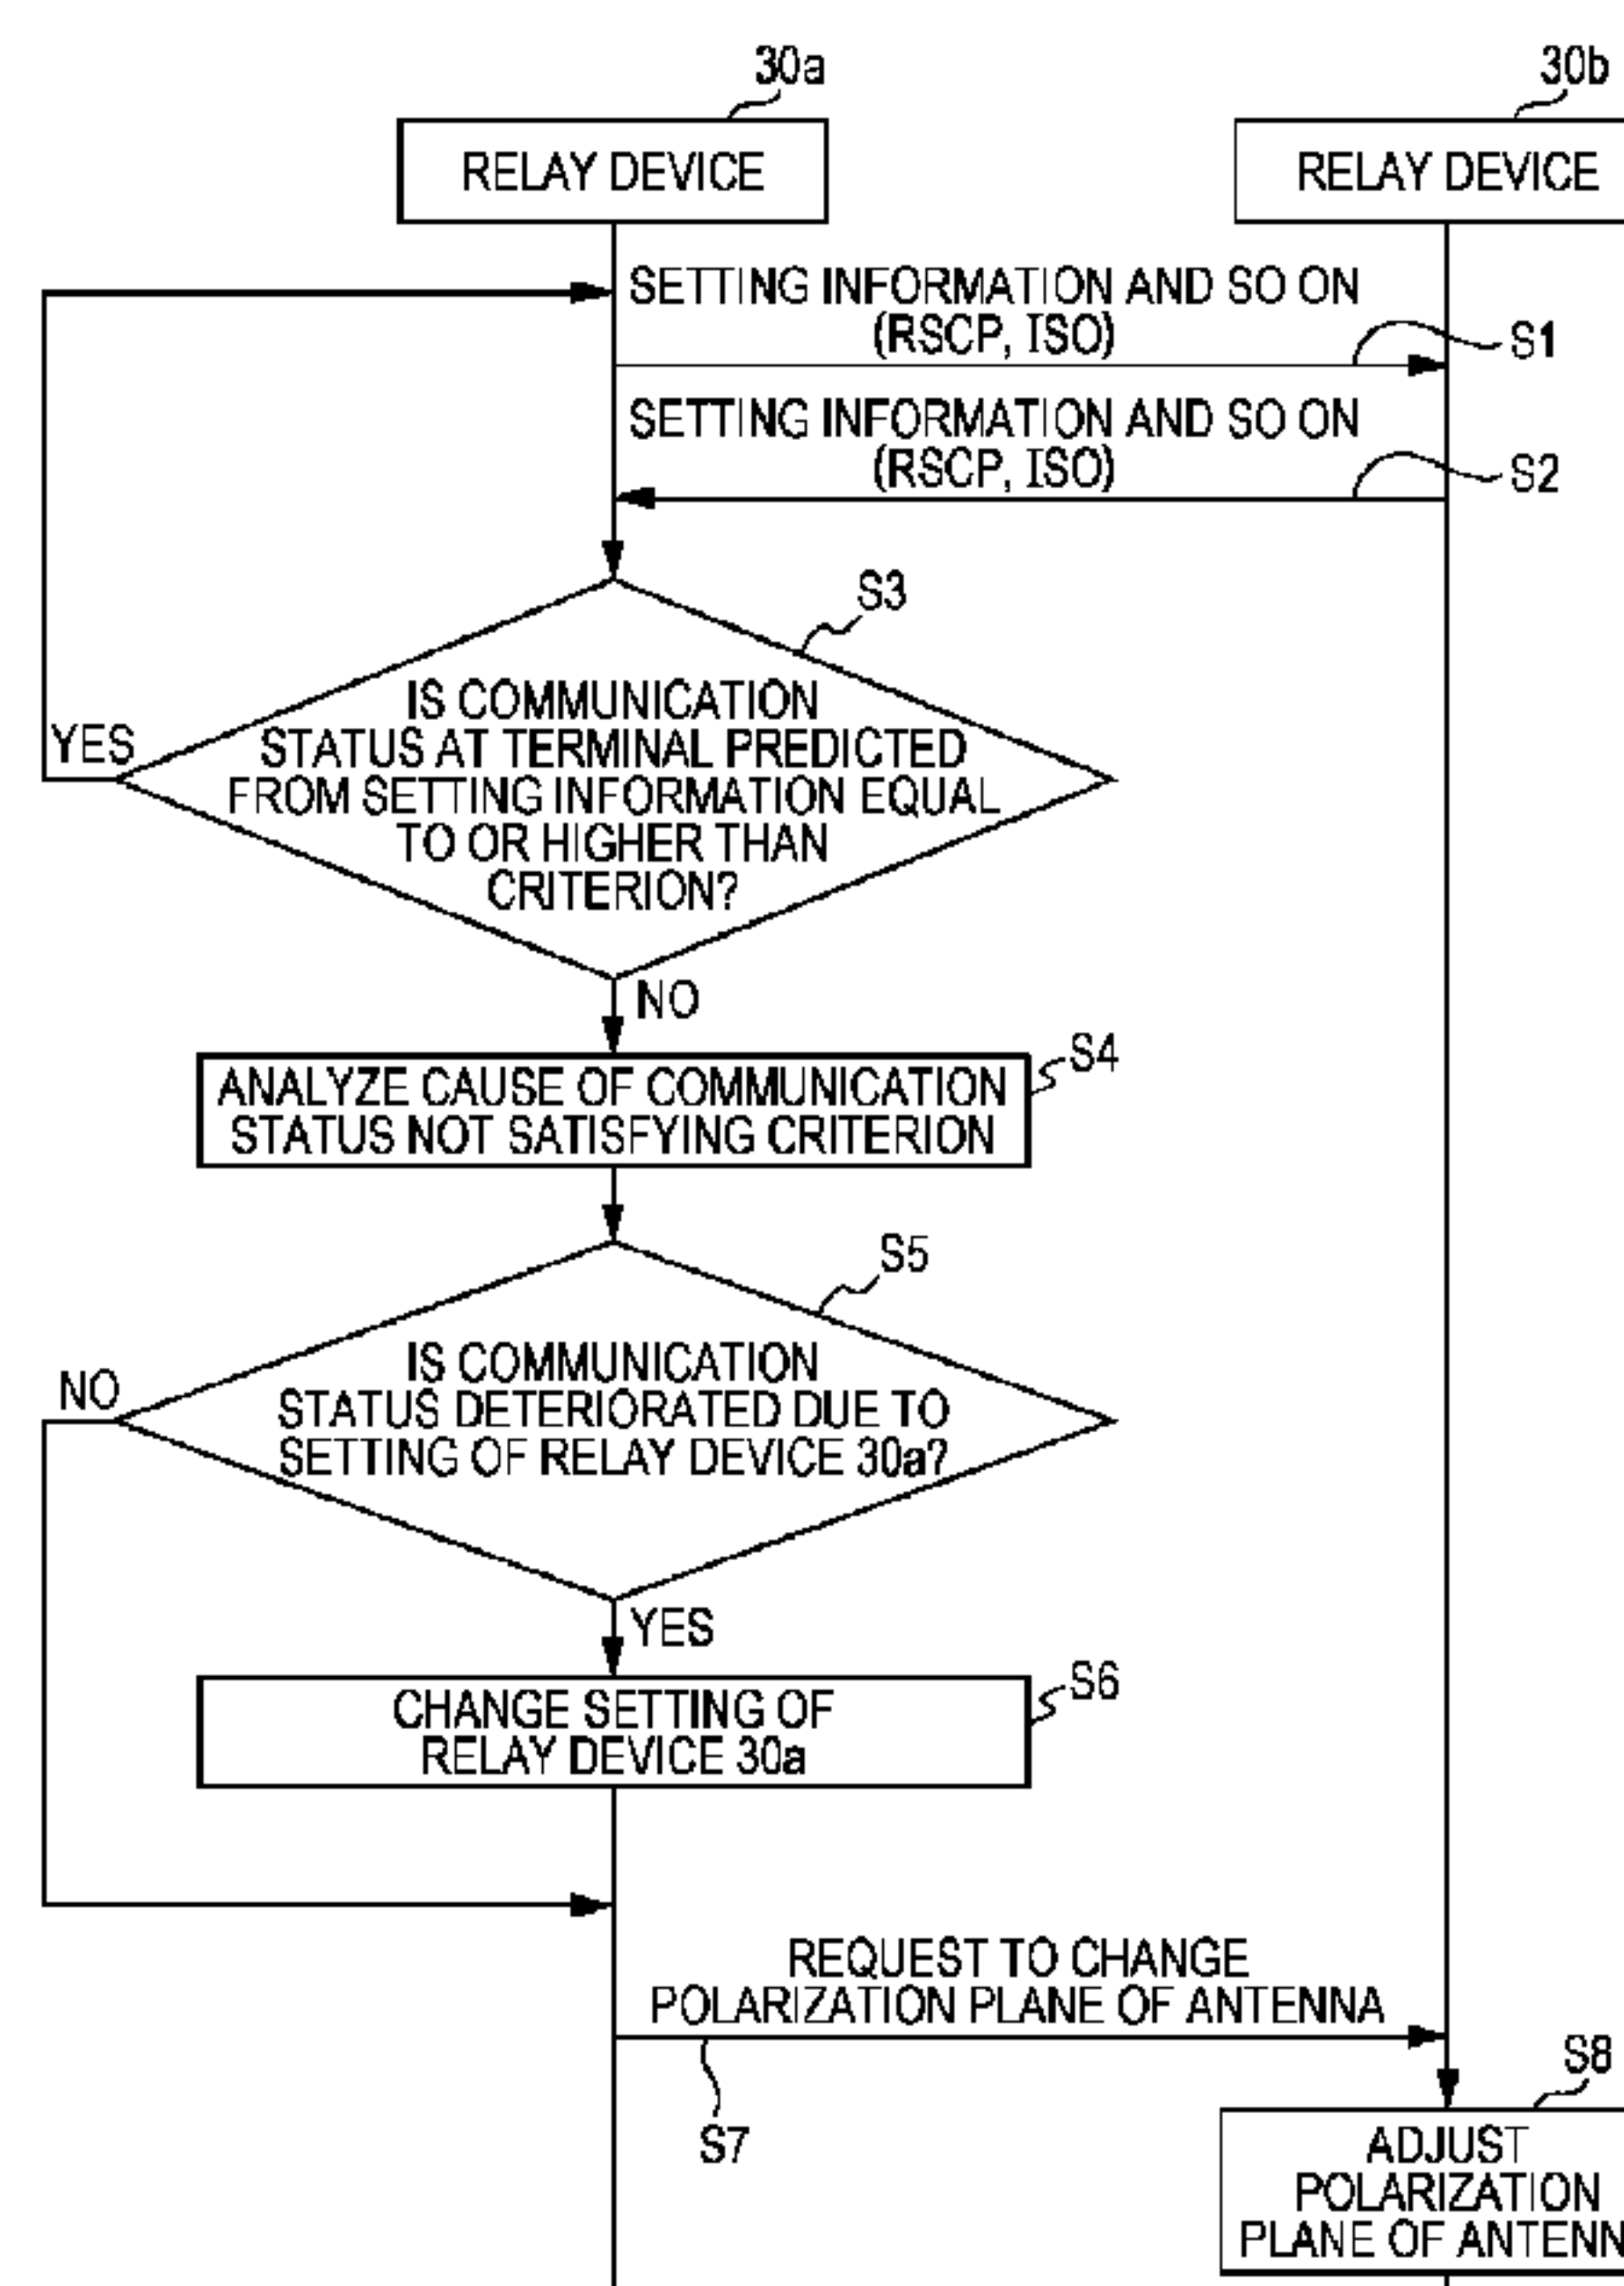 30a
30b
RELAY DEVICE
RELAY DEVICE
SETTING INFORMATION AND SO ON
(RSCP, ISO)
S1
SETTING INFORMATION AND SO ON
(RSCP, ISO)
S2
S3
IS COMMUNICATION
STATUS AT TERMINAL PREDICTED
FROM SETTING INFORMATION EQUAL
TO OR HIGHER THAN
CRITERION?
YES
NO
S4
ANALYZE CAUSE OF COMMUNICATION
STATUS NOT SATISFYING CRITERION
S5
IS COMMUNICATION
STATUS DETERIORATED DUE TO
SETTING OF RELAY DEVICE 30a?
NO
YES
S6
CHANGE SETTING OF
RELAY DEVICE 30a
REQUEST TO CHANGE
POLARIZATION PLANE OF ANTENNA
S7
S8
ADJUST
POLARIZATION
PLANE OF